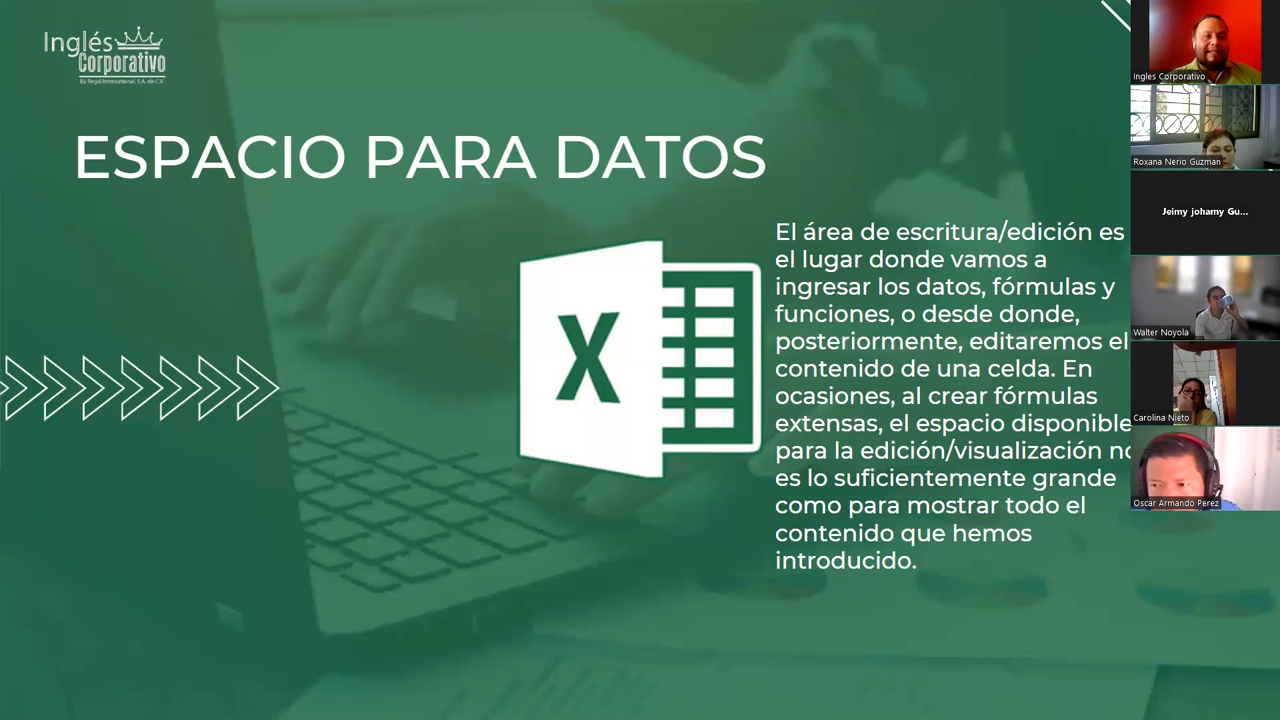 Inglés
Corporativo
By Regal International, S.A. de C.V.
ESPACIO PARA DATOS
El área de escritura/edición es
el lugar donde vamos a
ingresar los datos, fórmulas y
funciones, o desde donde,
posteriormente, editaremos el
contenido de una celda. En
ocasiones, al crear fórmulas
extensas, el espacio disponible
para la edición/visualización no
es lo suficientemente grande
como para mostrar todo el
contenido que hemos
introducido.
X
Ingles Corporativo
Roxana Nerio Guzman
Jeimy johamy Gu...
Walter Noyola
Carolina Nieto
Oscar Armando Perez